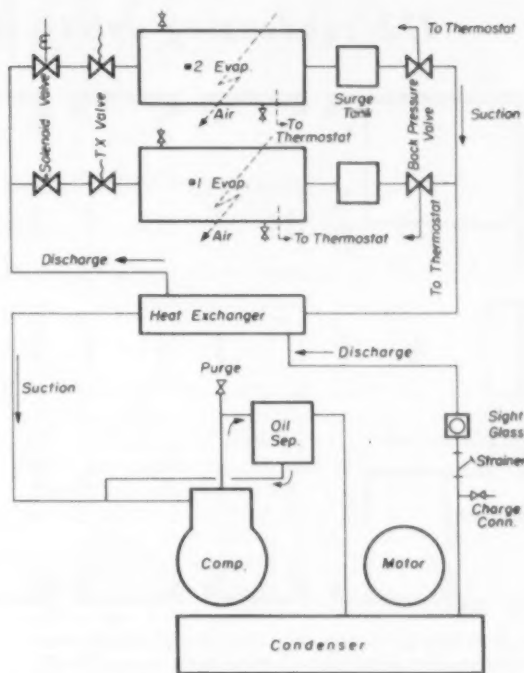 To Thermostat
Solenoid Valve
TX Valve
2 Evap.
Air
To
Thermostat
Surge
Tank
Back Pressure
Valve
Suction
1 Evap.
Air
To Thermostat
To Thermostat
Discharge
Heat Exchanger
Discharge
Suction
Purge
Oil
Sep.
Sight
Glass
Strainer
Charge
Conn.
Comp.
Motor
Condenser